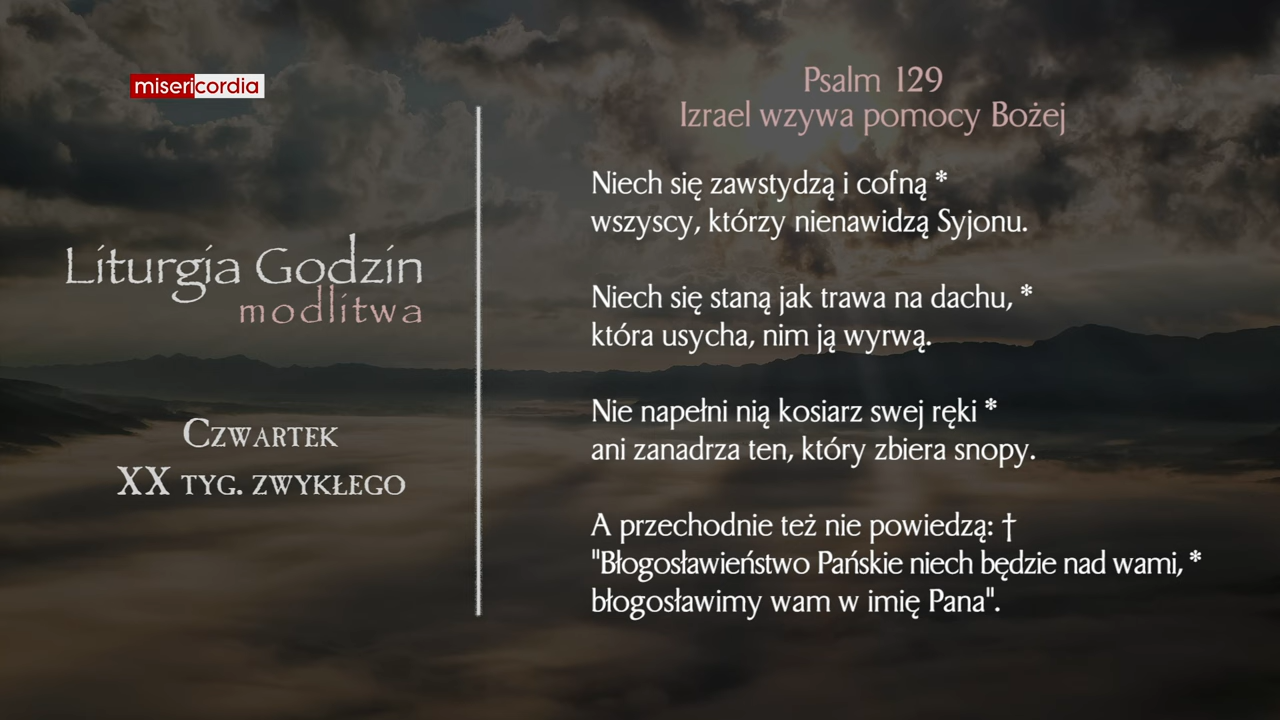 misericordia
Liturgia Godzin
modlitwa
Czwartek
XX tyg. zwykłego
Psalm 129
Izrael wzywa pomocy Bożej
Niech się zawstydzą i cofną *
wszyscy, którzy nienawidzą Syjonu.
Niech się staną jak trawa na dachu, *
która usycha, nim ją wyrwą.
Nie napełni nią kosiarz swej ręki *
ani zanadrza ten, który zbiera snopy.
A przechodnie też nie powiedzą: †
"Błogosławieństwo Pańskie niech będzie nad wami, *
błogosławimy wam w imię Pana".